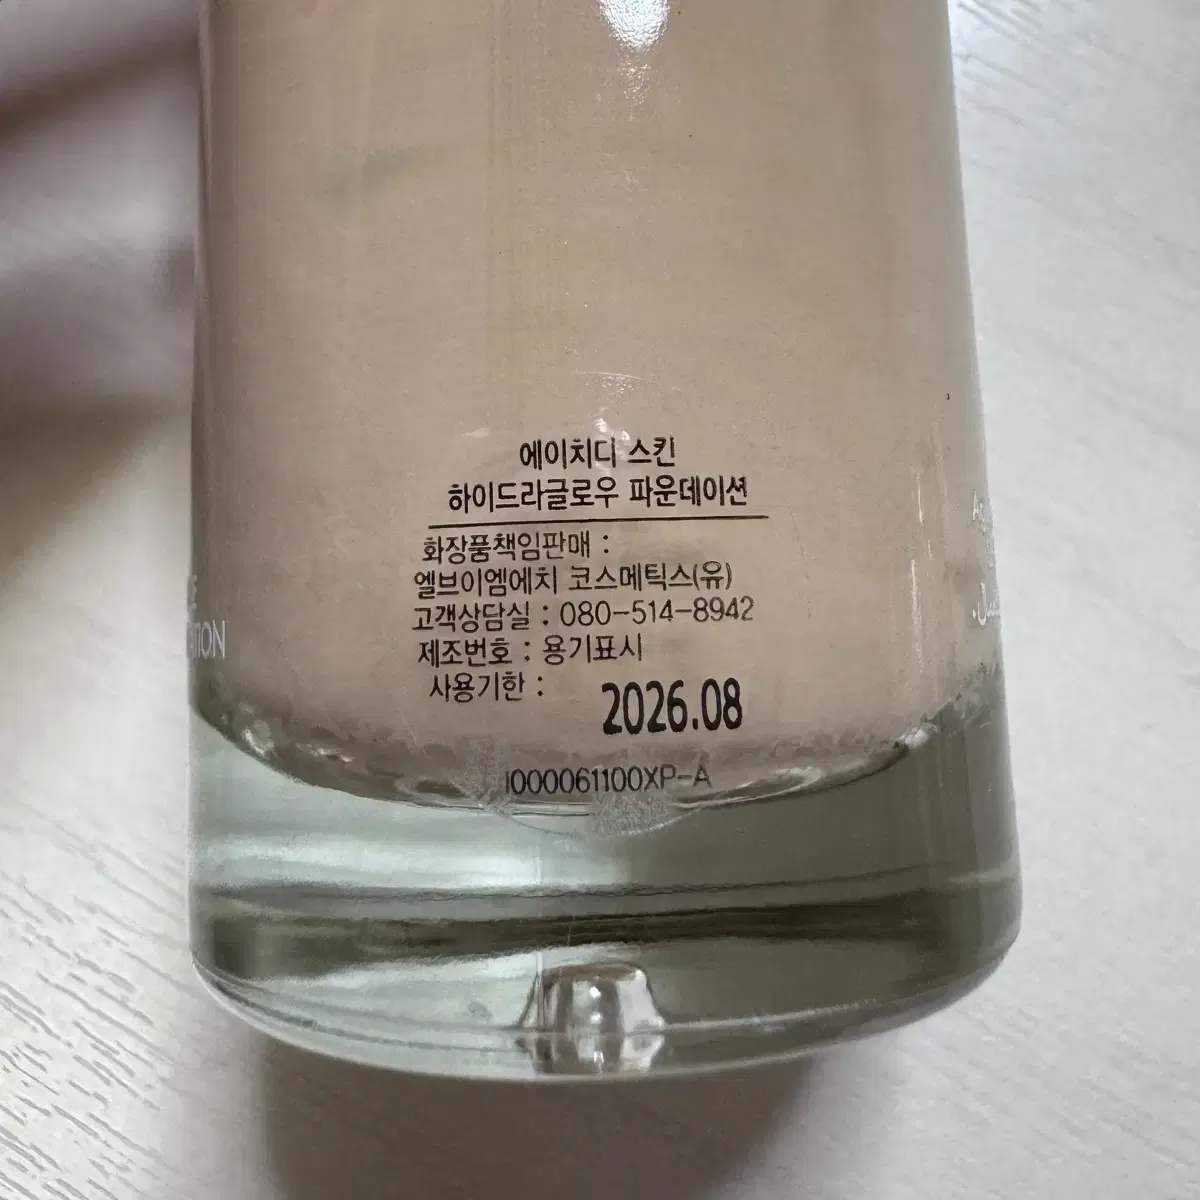 에이치디 스킨
하이드라글로우 파운데이션
화장품책임판매 :
엘브이엠에치 코스메틱스(유)
고객상담실 : 080-514-8942
제조번호 : 용기표시
사용기한 : 2026.08
1000061100XP-A